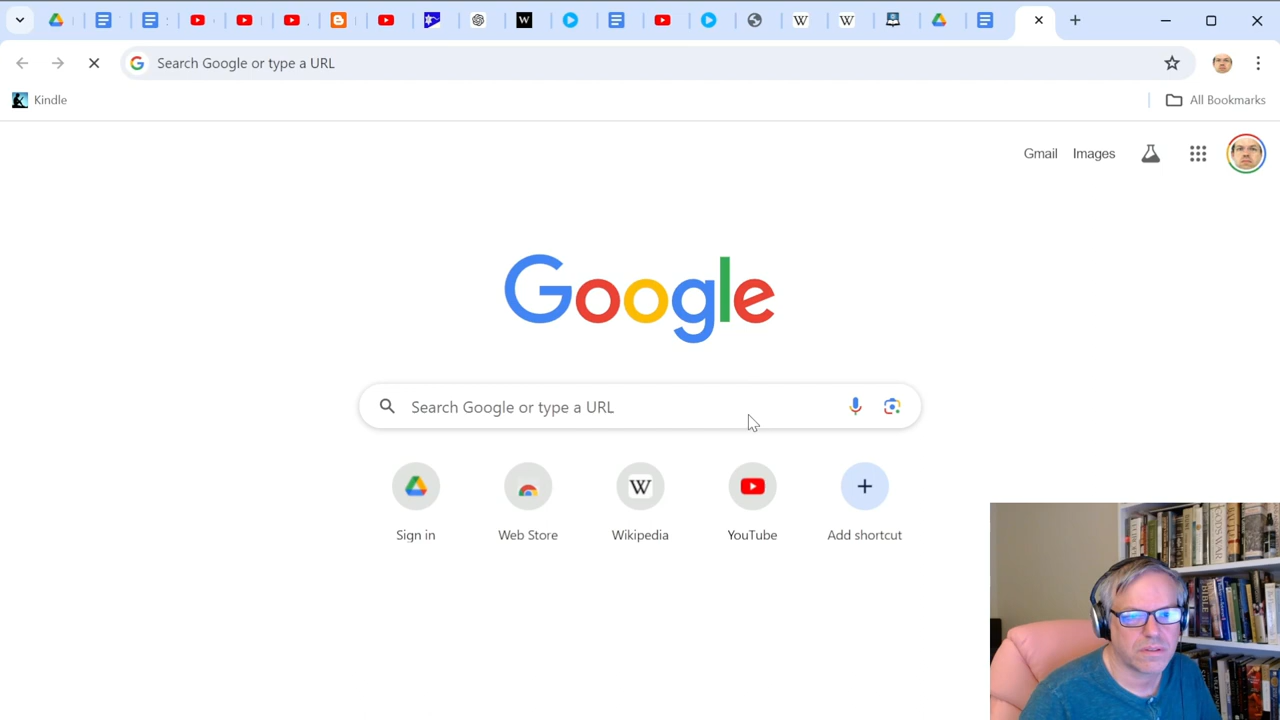 Search Google or type a URL
Kindle
All Bookmarks
Gmail Images
Google
Search Google or type a URL
Sign in Web Store Wikipedia YouTube Add shortcut
BIBLE